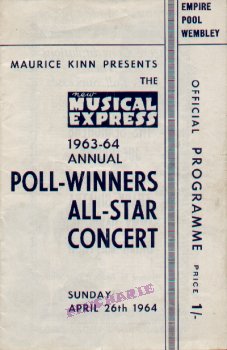 EMPIRE
POOL
WEMBLEY
MAURICE KINN PRESENTS
THE
new
MUSICAL
EXPRESS
1963-64
ANNUAL
POLL-WINNERS
ALL-STAR
CONCERT
SUNDAY
APRIL 26th 1964
OFFICIAL PROGRAMME PRICE 1/-